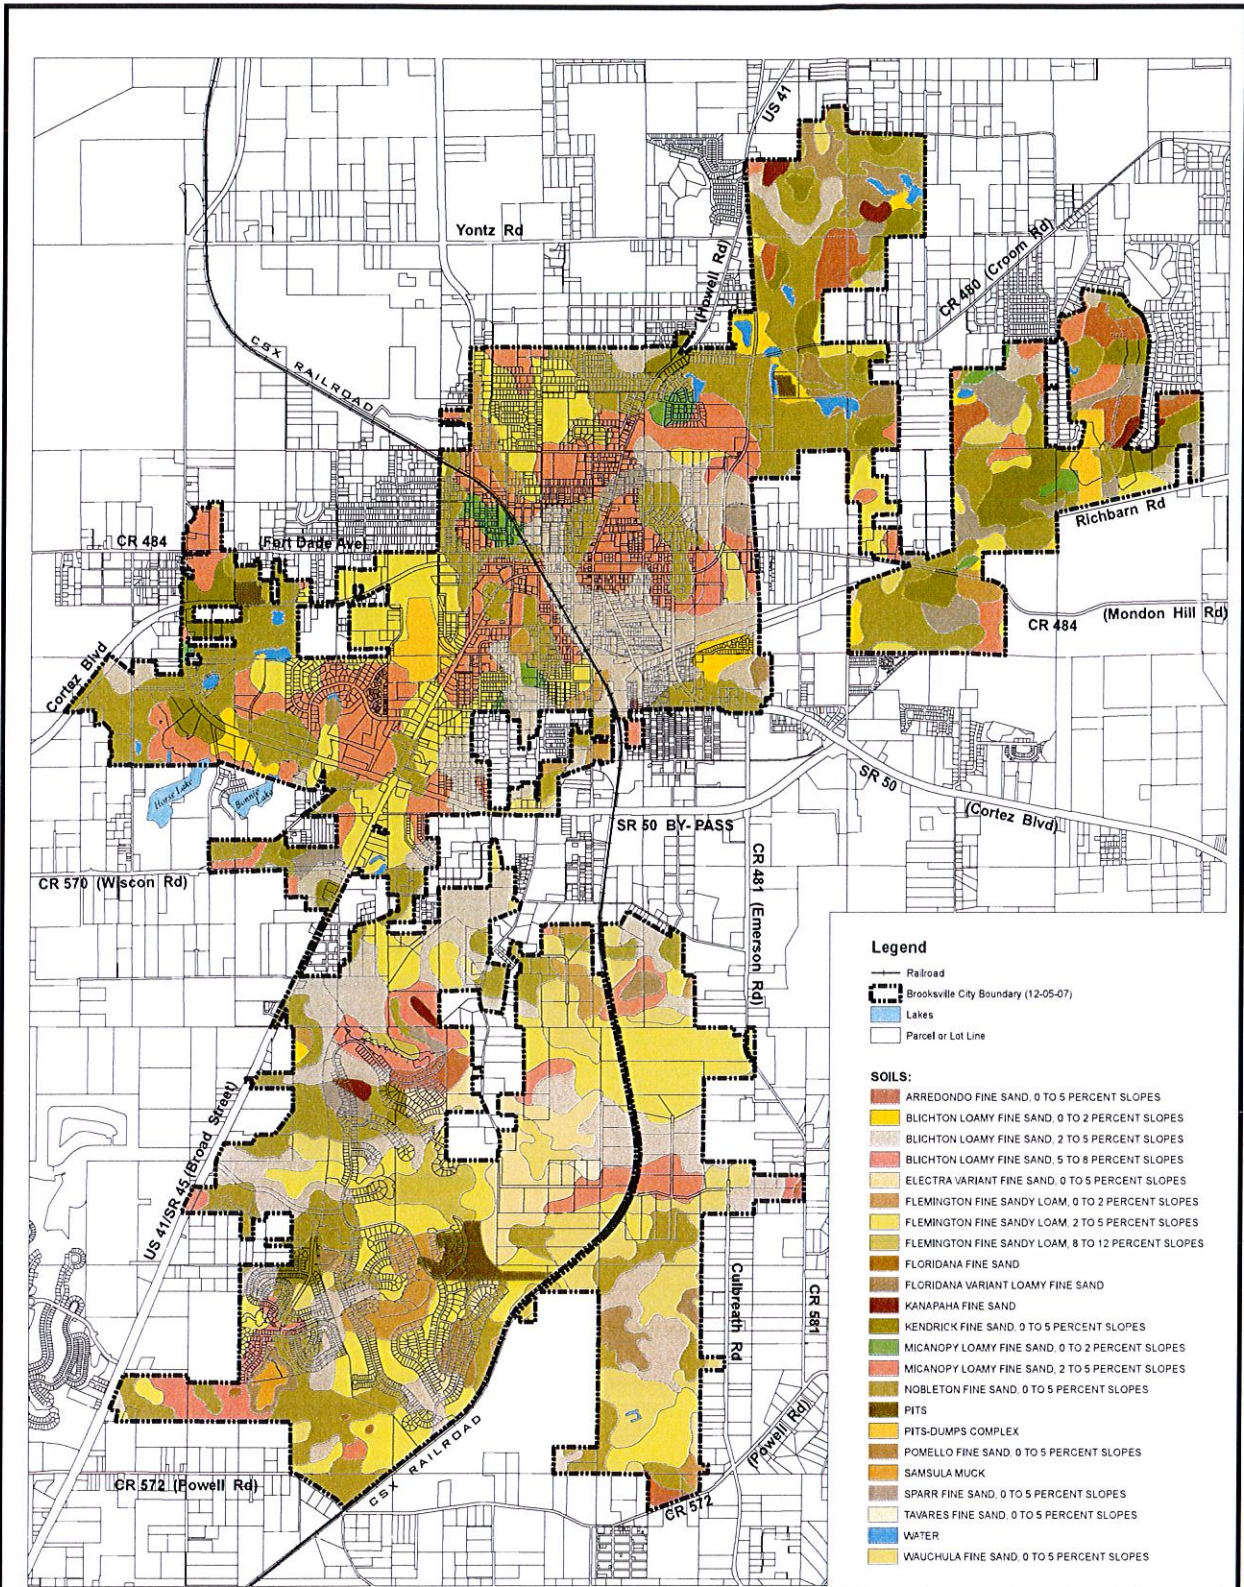 US 41
Yontz Rd
(Howell Rd)
CR 480 (Croom Rd)
CSX RAILROAD
Richbarn Rd
CR 484
(Fort Dade Ave)
(Mondon Hill Rd)
CR 484
Cortez Blvd
Horse Lake
Bonnie Lake
SR 50
(Cortez Blvd)
SR 50 BY-PASS
CR 570 (Wiscon Rd)
CR 481 (Emerson Rd)
US 41/SR 45 (Broad Street)
Culbreath Rd
CR 581
(Powell Rd)
CSX RAILROAD
CR 572 (Powell Rd)
CR 572
Legend
Railroad
Brooksville City Boundary (12-05-07)
Lakes
Parcel or Lot Line
SOILS:
ARREDONDO FINE SAND, 0 TO 5 PERCENT SLOPES
BLICHTON LOAMY FINE SAND, 0 TO 2 PERCENT SLOPES
BLICHTON LOAMY FINE SAND, 2 TO 5 PERCENT SLOPES
BLICHTON LOAMY FINE SAND, 5 TO 8 PERCENT SLOPES
ELECTRA VARIANT FINE SAND, 0 TO 5 PERCENT SLOPES
FLEMINGTON FINE SANDY LOAM, 0 TO 2 PERCENT SLOPES
FLEMINGTON FINE SANDY LOAM, 2 TO 5 PERCENT SLOPES
FLEMINGTON FINE SANDY LOAM, 8 TO 12 PERCENT SLOPES
FLORIDANA FINE SAND
FLORIDANA VARIANT LOAMY FINE SAND
KANAPAHA FINE SAND
KENDRICK FINE SAND, 0 TO 5 PERCENT SLOPES
MICANOPY LOAMY FINE SAND, 0 TO 2 PERCENT SLOPES
MICANOPY LOAMY FINE SAND, 2 TO 5 PERCENT SLOPES
NOBLETON FINE SAND, 0 TO 5 PERCENT SLOPES
PITS
PITS-DUMPS COMPLEX
POMELLO FINE SAND, 0 TO 5 PERCENT SLOPES
SAMSULA MUCK
SPARR FINE SAND, 0 TO 5 PERCENT SLOPES
TAVARES FINE SAND, 0 TO 5 PERCENT SLOPES
WATER
WAUCHULA FINE SAND, 0 TO 5 PERCENT SLOPES